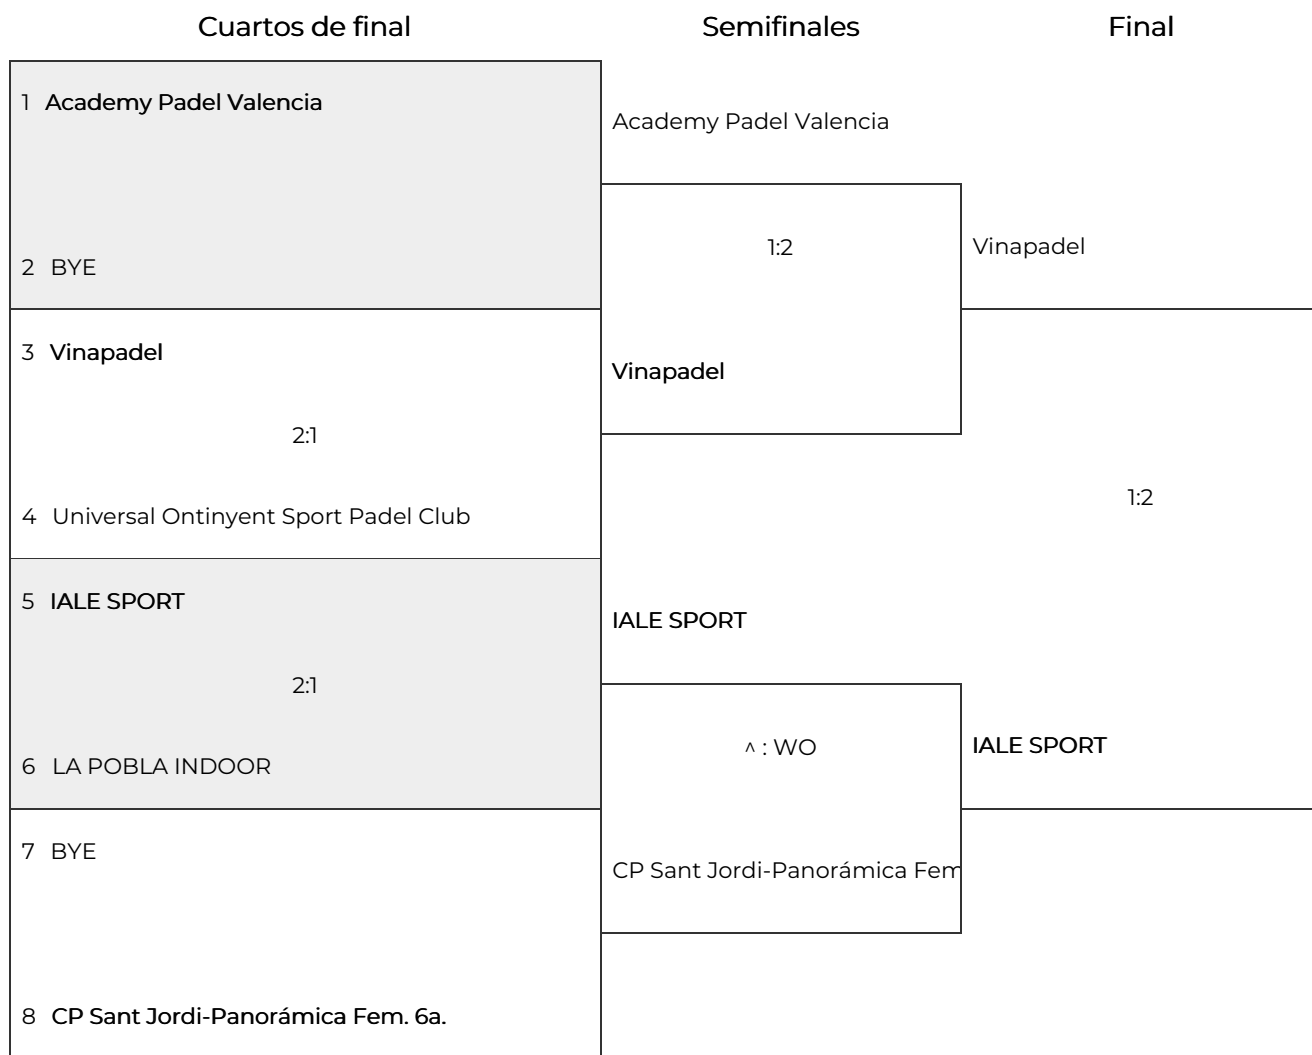 Cuartos de final
Semifinales
Final
1 Academy Padel Valencia
2 BYE
3 Vinapadel
2:1
4 Universal Ontinyent Sport Padel Club
5 IALE SPORT
2:1
6 LA POBLA INDOOR
7 BYE
8 CP Sant Jordi-Panorámica Fem. 6a.
Academy Padel Valencia
1:2
Vinapadel
IALE SPORT
^ : WO
CP Sant Jordi-Panorámica Fem
Vinapadel
1:2
IALE SPORT